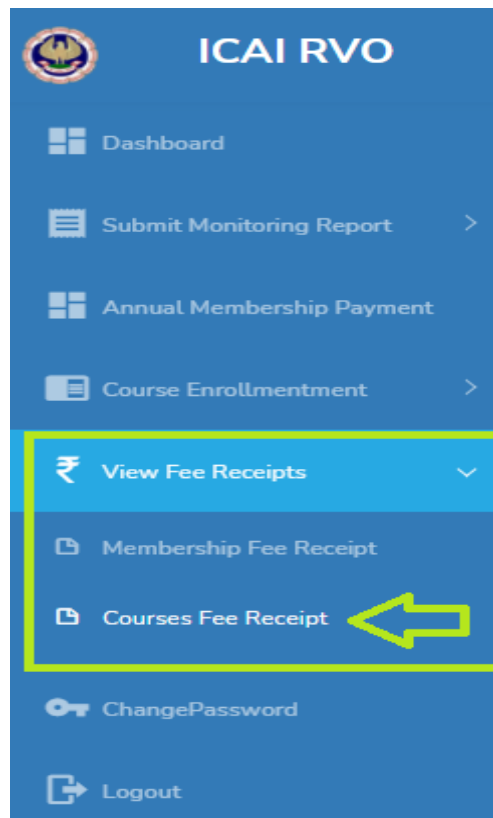 ICAI RVO
Dashboard
Submit Monitoring Report
Annual Membership Payment
Course Enrollmentment
₹ View Fee Receipts
Membership Fee Receipt
Courses Fee Receipt
ChangePassword
Logout